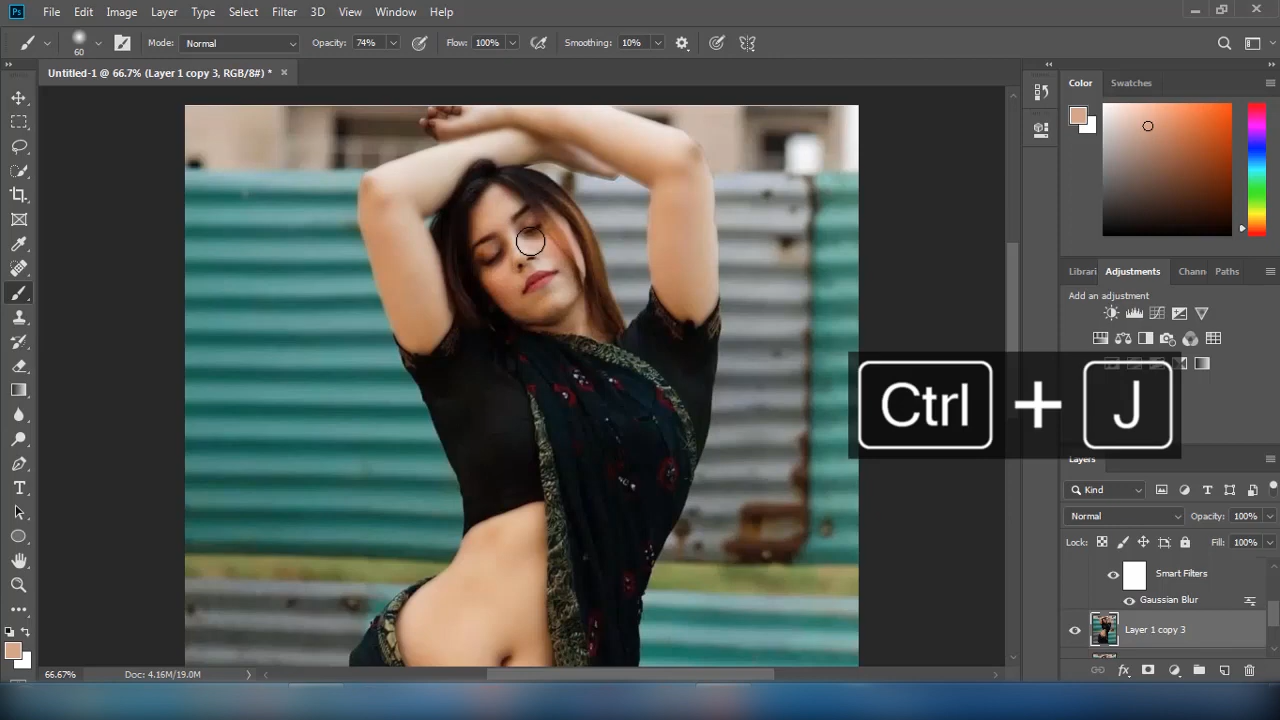 Ps File Edit Image Layer Type Select Filter 3D View Window Help
60 Mode: Normal Opacity: 74% Flow: 100% Smoothing: 10%
Untitled-1 @ 66.7% (Layer 1 copy 3, RGB/8#) *
Color Swatches
Librari Adjustments Chann Paths
Add an adjustment
Ctrl + J
Layers
Kind
Normal Opacity: 100%
Lock: Fill: 100%
Smart Filters
Gaussian Blur
Layer 1 copy 3
66.67% Doc: 4.16M/19.0M